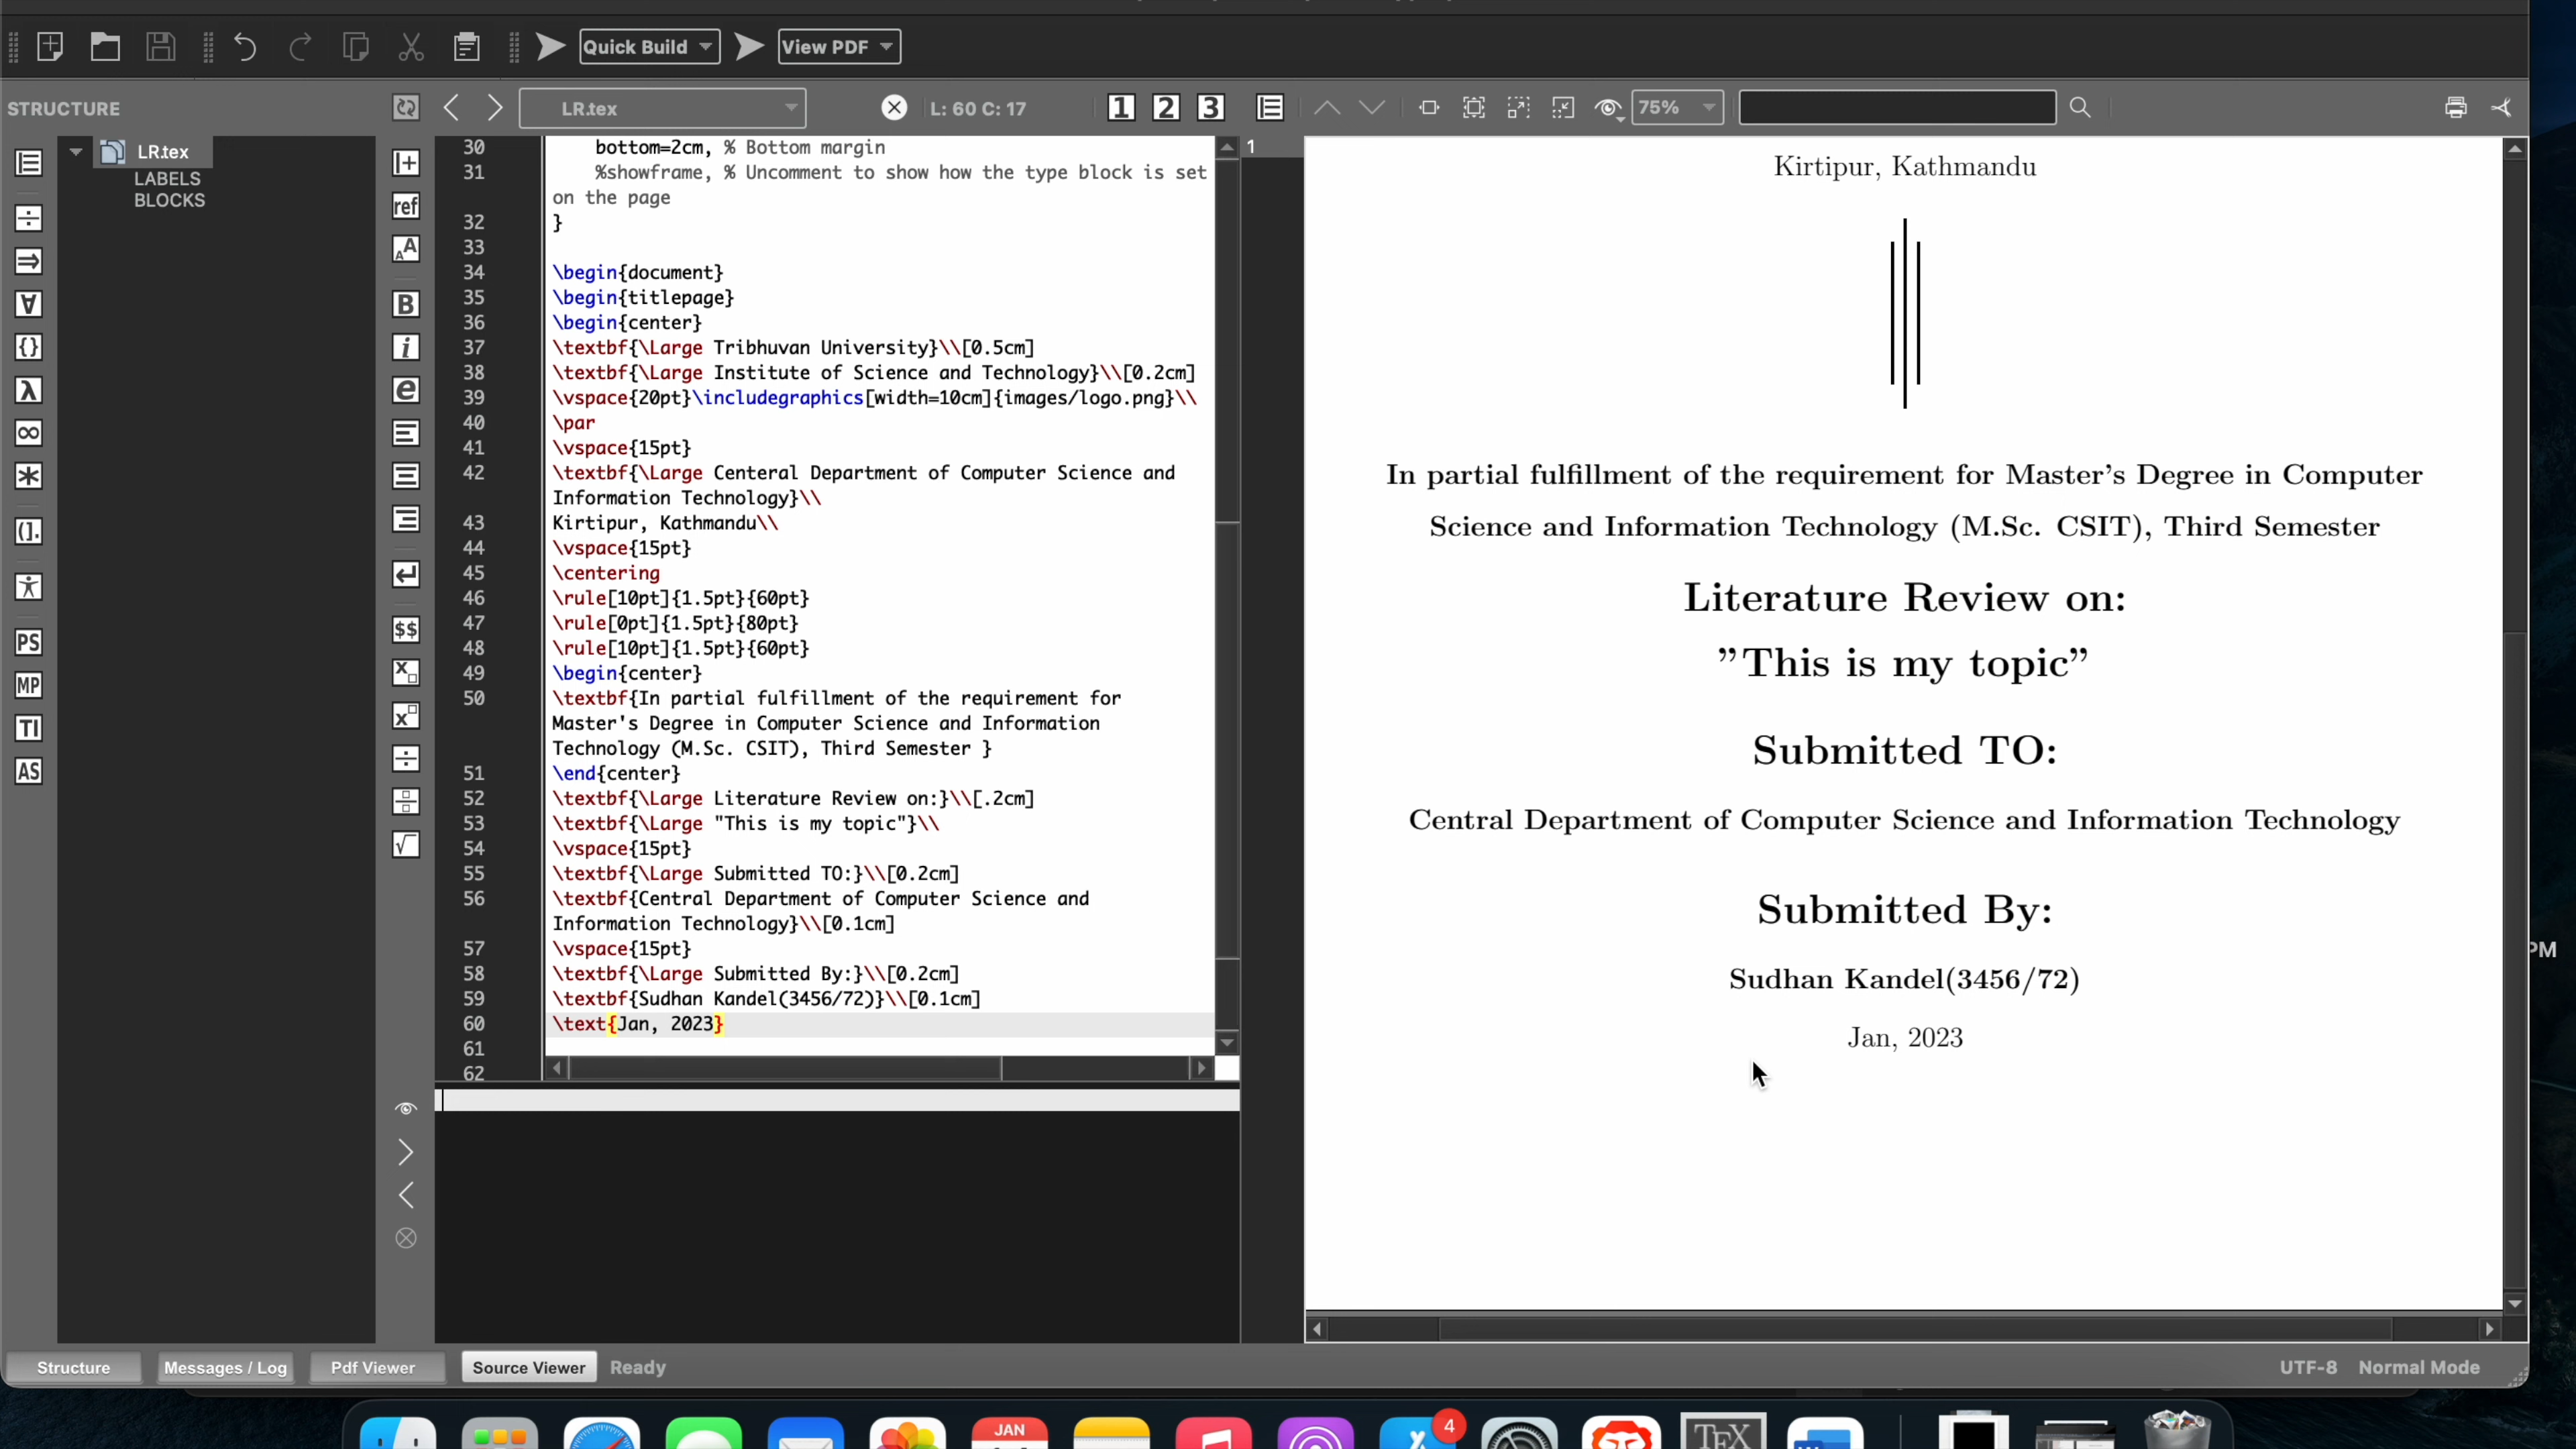 Quick Build
View PDF
STRUCTURE
LR.tex
L: 60 C: 17
1
2
3
75%
LR.tex
LABELS
BLOCKS
ref
B
i
e
$$
PS
MP
TI
AS
30 bottom=2cm, % Bottom margin
31 %showframe, % Uncomment to show how the type block is set
on the page
32 }
33
34 \begin{document}
35 \begin{titlepage}
36 \begin{center}
37 \textbf{\Large Tribhuvan University}\\[0.5cm]
38 \textbf{\Large Institute of Science and Technology}\\[0.2cm]
39 \vspace{20pt}\includegraphics[width=10cm]{images/logo.png}\\
40 \par
41 \vspace{15pt}
42 \textbf{\Large Centeral Department of Computer Science and
Information Technology}\\
43 Kirtipur, Kathmandu\\
44 \vspace{15pt}
45 \centering
46 \rule[10pt]{1.5pt}{60pt}
47 \rule[0pt]{1.5pt}{80pt}
48 \rule[10pt]{1.5pt}{60pt}
49 \begin{center}
50 \textbf{In partial fulfillment of the requirement for
Master's Degree in Computer Science and Information
Technology (M.Sc. CSIT), Third Semester }
51 \end{center}
52 \textbf{\Large Literature Review on:}\\[.2cm]
53 \textbf{\Large "This is my topic"}\\
54 \vspace{15pt}
55 \textbf{\Large Submitted TO:}\\[0.2cm]
56 \textbf{Central Department of Computer Science and
Information Technology}\\[0.1cm]
57 \vspace{15pt}
58 \textbf{\Large Submitted By:}\\[0.2cm]
59 \textbf{Sudhan Kandel(3456/72)}\\[0.1cm]
60 \text{Jan, 2023}
61
62
1
Kirtipur, Kathmandu
In partial fulfillment of the requirement for Master’s Degree in Computer
Science and Information Technology (M.Sc. CSIT), Third Semester
Literature Review on:
”This is my topic”
Submitted TO:
Central Department of Computer Science and Information Technology
Submitted By:
Sudhan Kandel(3456/72)
Jan, 2023
PM
Structure
Messages / Log
Pdf Viewer
Source Viewer
Ready
UTF-8
Normal Mode
JAN
4
TEX